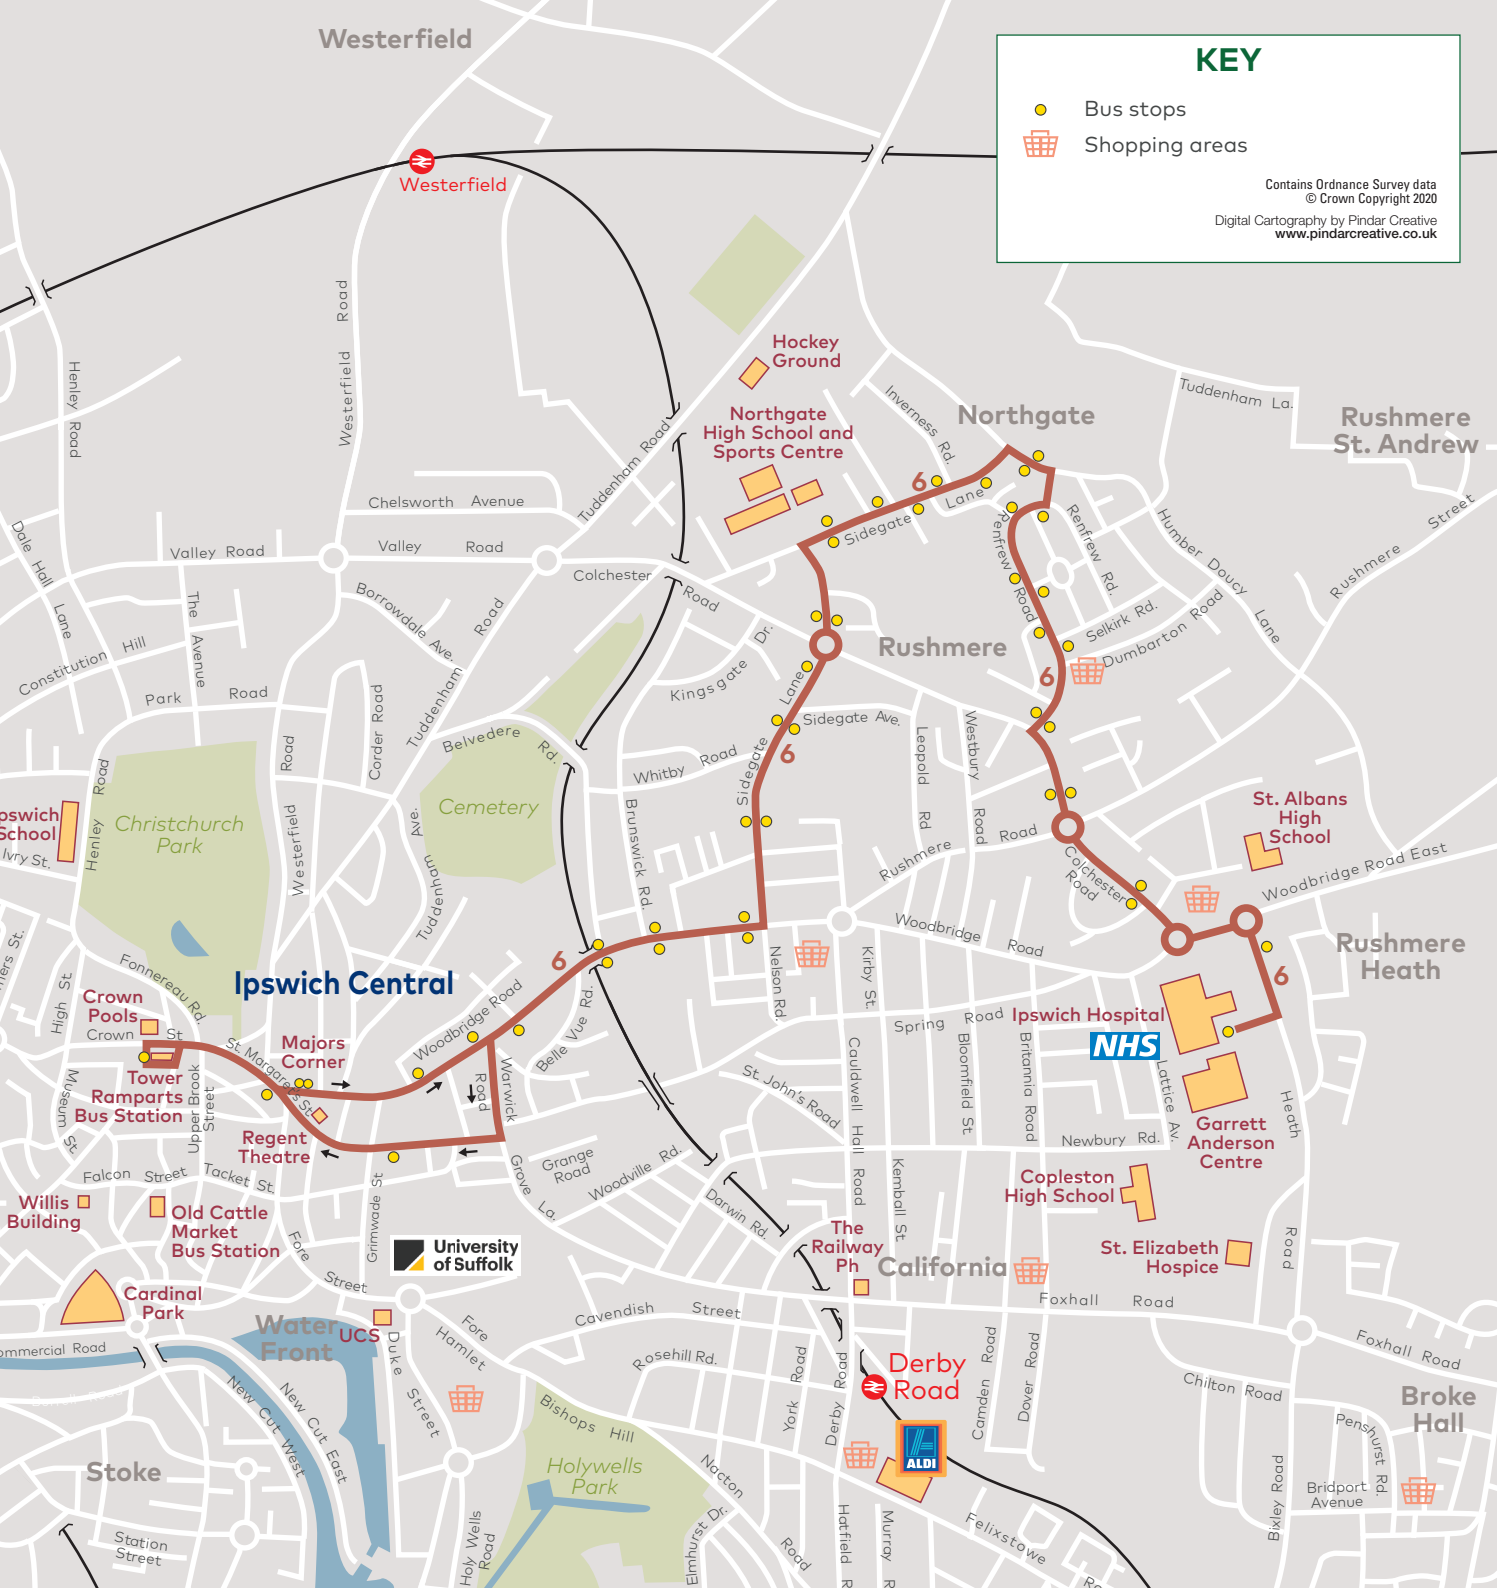 Westerfield
KEY
Bus stops
Shopping areas
Contains Ordnance Survey data
© Crown Copyright 2020
Digital Cartography by Pindar Creative
www.pindarcreative.co.uk
Westerfield
Westerfield Road
Henley Road
Hockey
Ground
Northgate
High School and
Sports Centre
Inverness Rd.
Northgate
Tuddenham La.
Rushmere
St. Andrew
Tuddenham Road
Chelsworth Avenue
6
Sidegate Lane
Renfrew Road
Renfrew Rd.
Humber Doucy Lane
Rushmere Street
Dale Hall Lane
Valley Road
Valley Road
Colchester Road
The Avenue
Borrowdale Ave.
Tuddenham Road
Constitution Hill
Park Road
Kingsgate Dr.
Rushmere
Selkirk Rd.
Dumbarton Road
6
Corder Road
Belvedere Rd.
Sidegate Lane
Sidegate Ave.
6
Whitby Road
Leopold Rd
Westbury Road
Henley Road
Westerfield Road
Cemetery
Brunswick Rd.
pswich
School
Ivry St.
Christchurch
Park
Tuddenham Ave.
Rushmere Road
Colchester
Road
St. Albans
High
School
Woodbridge Road East
Woodbridge Road
Rushmere
Heath
6
6
Ipswich Central
Fonnereau Rd.
High St.
ners St.
Crown
Pools
Crown St
Majors
Corner
St. Margarets St.
Woodbridge Road
Belle Vue Rd.
Nelson Rd.
Kirby St.
Spring Road
Ipswich Hospital
NHS
Tower
Ramparts
Bus Station
Museum St.
Upper Brook
Street
Regent
Theatre
Warwick
Road
St. John's Road
Cauldwell Hall Road
Bloomfield St
Britannia Road
Lattice Av.
Heath Road
Garrett
Anderson
Centre
Newbury Rd.
Falcon Street
Tacket St.
Grove La.
Grange
Road
Woodville Rd.
Darwin Rd.
Kemball St
Copleston
High School
Willis
Building
Old Cattle
Market
Bus Station
Fore Street
Grimwade St
University
of Suffolk
The
Railway
Ph
California
St. Elizabeth
Hospice
Foxhall Road
Cardinal
Park
Water
Front
UCS
ommercial Road
Fore
Hamlet
Cavendish Street
Duke Street
Rosehill Rd.
York Road
Derby Road
Derby
Road
Camden Road
Dover Road
Foxhall Road
Chilton Road
Broke
Hall
Penshurst Rd.
New Cut West
New Cut East
Bishops Hill
ALDI
Stoke
Holywells
Park
Nacton Road
Bridport
Avenue
Bixley Road
Station
Street
Holy Wells
Road
Elmhurst Dr.
Hatfield R
Murray R
Felixstowe Ro